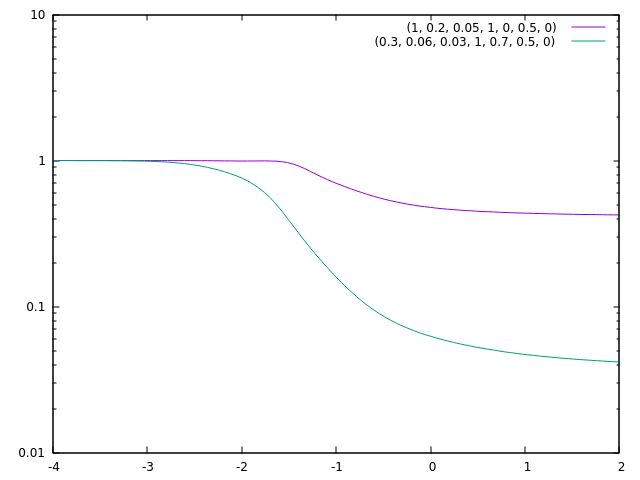 10
(1, 0.2, 0.05, 1, 0, 0.5, 0)
(0.3, 0.06, 0.03, 1, 0.7, 0.5, 0)
1
0.1
0.01
-4 -3 -2 -1 0 1 2